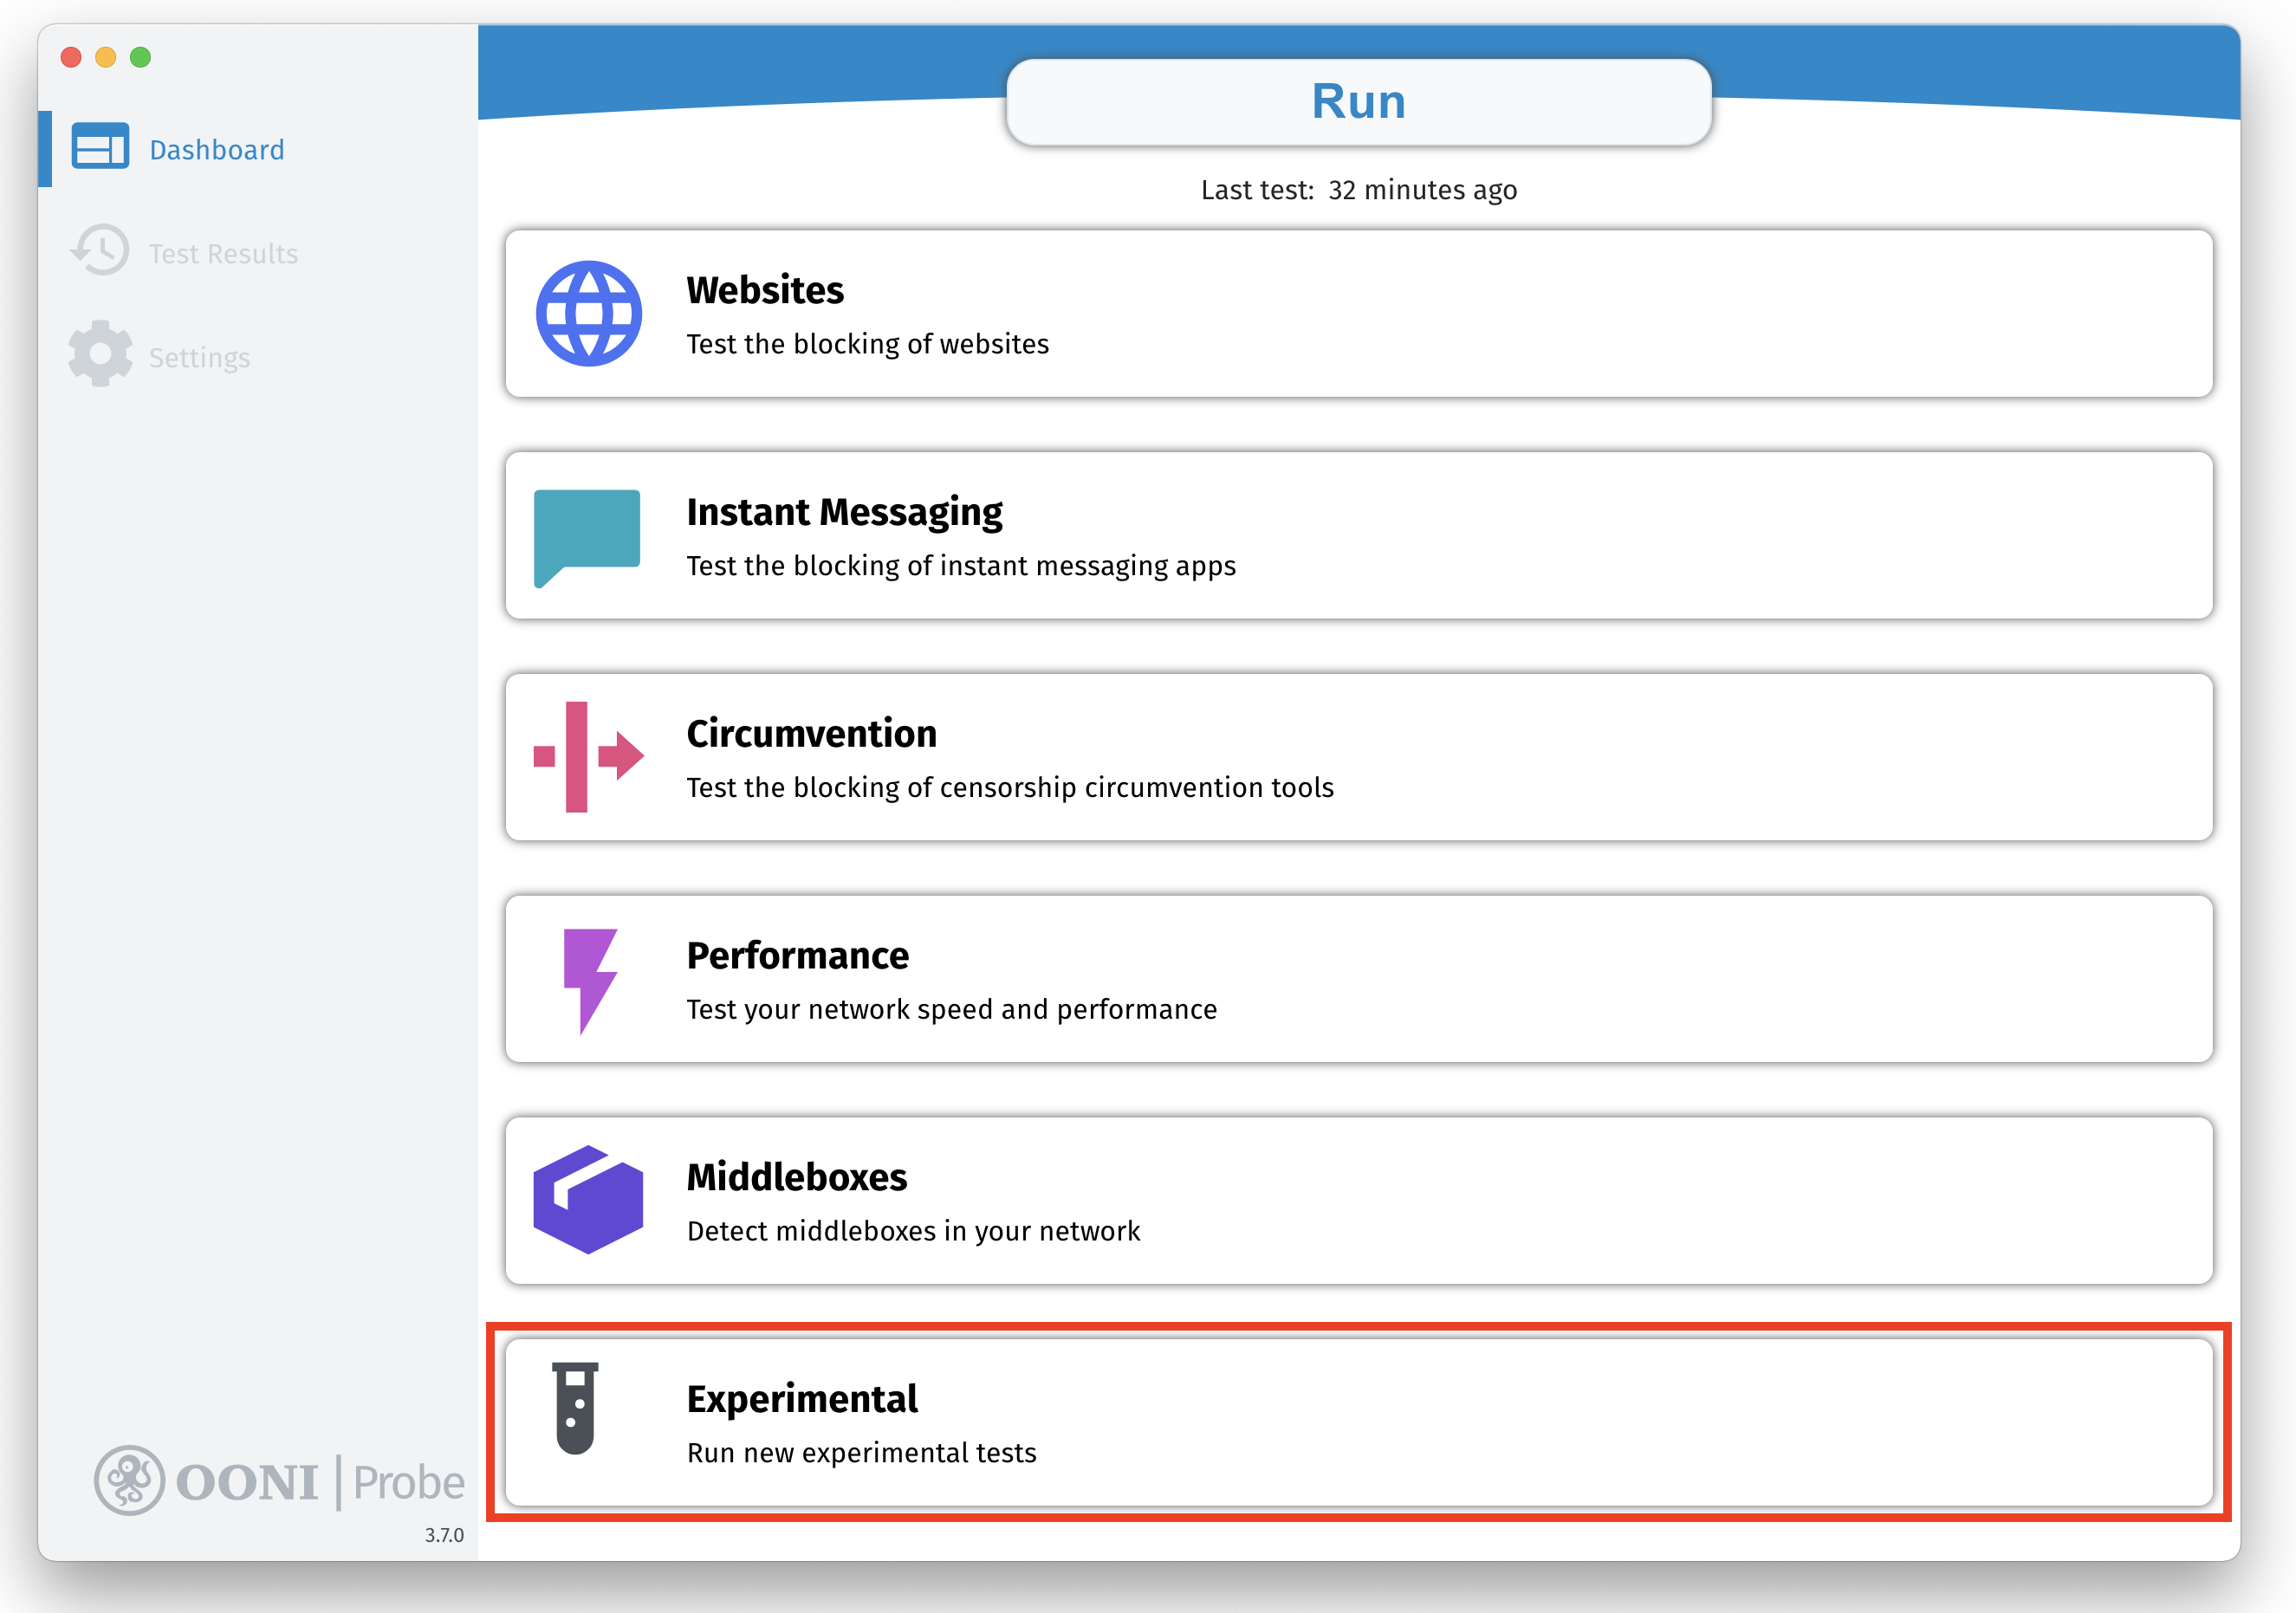 Dashboard
Test Results
Settings
OONI | Probe
3.7.0
Run
Last test: 32 minutes ago
Websites
Test the blocking of websites
Instant Messaging
Test the blocking of instant messaging apps
Circumvention
Test the blocking of censorship circumvention tools
Performance
Test your network speed and performance
Middleboxes
Detect middleboxes in your network
Experimental
Run new experimental tests